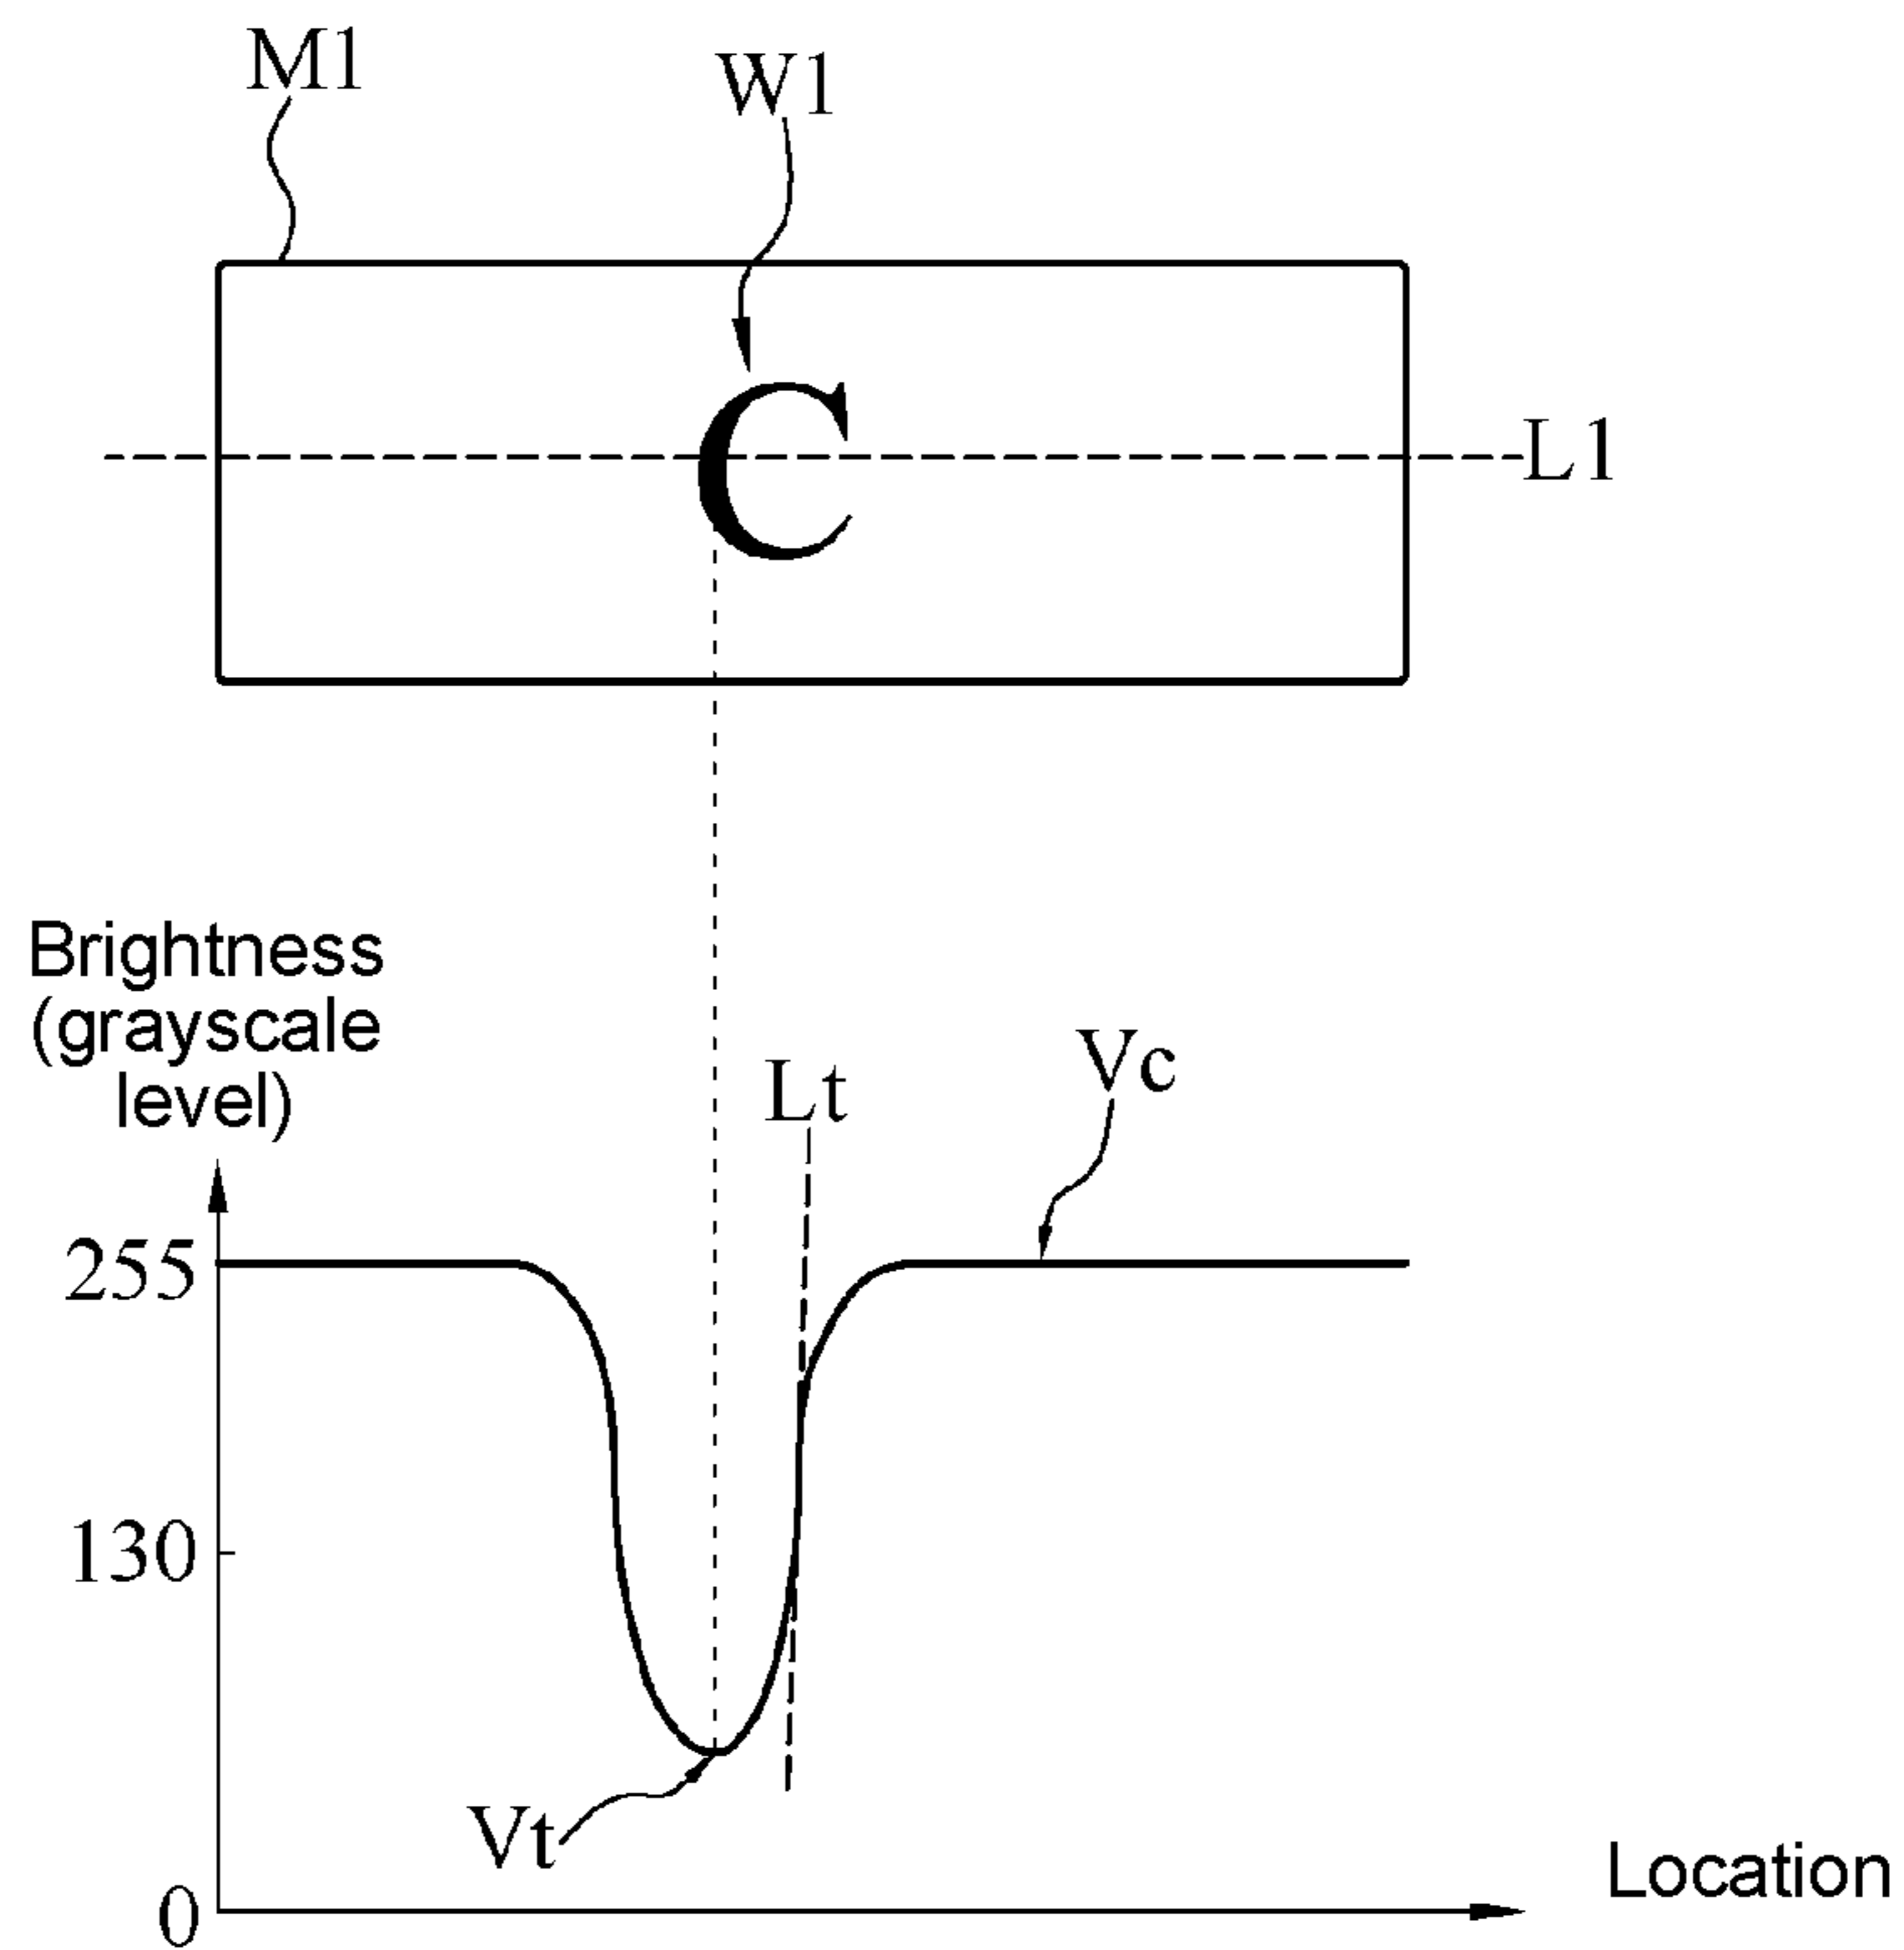 M1
W1
C
L1
Brightness
(grayscale
level)
Lt
Vc
255
130
Vt
0
Location